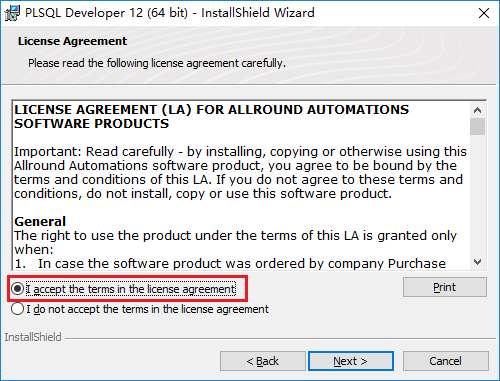 PLSQL Developer 12 (64 bit) - InstallShield Wizard
License Agreement
Please read the following license agreement carefully.
LICENSE AGREEMENT (LA) FOR ALLROUND AUTOMATIONS
SOFTWARE PRODUCTS
Important: Read carefully - by installing, copying or otherwise using this
Allround Automations software product, you agree to be bound by the
terms and conditions of this LA. If you do not agree to these terms and
conditions, do not install, copy or use this software product.
General
The right to use the product under the terms of this LA is granted only
when:
1. In case the software product was ordered by company Purchase
I accept the terms in the license agreement
Print
I do not accept the terms in the license agreement
InstallShield
< Back
Next >
Cancel